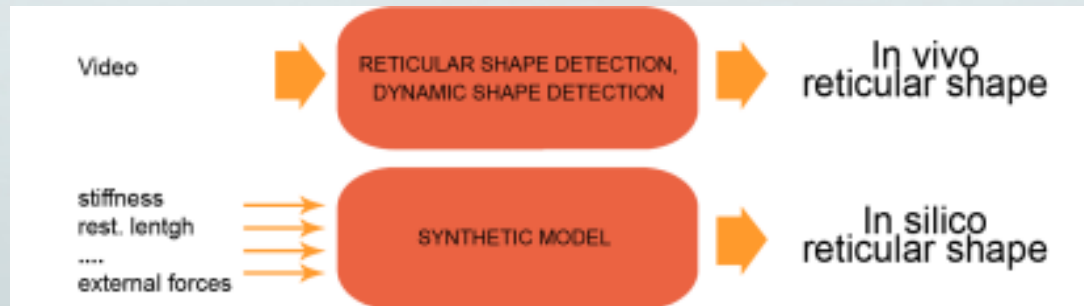 Video
RETICULAR SHAPE DETECTION,
DYNAMIC SHAPE DETECTION
In vivo
reticular shape
stiffness
rest. lentgh
....
external forces
SYNTHETIC MODEL
In silico
reticular shape